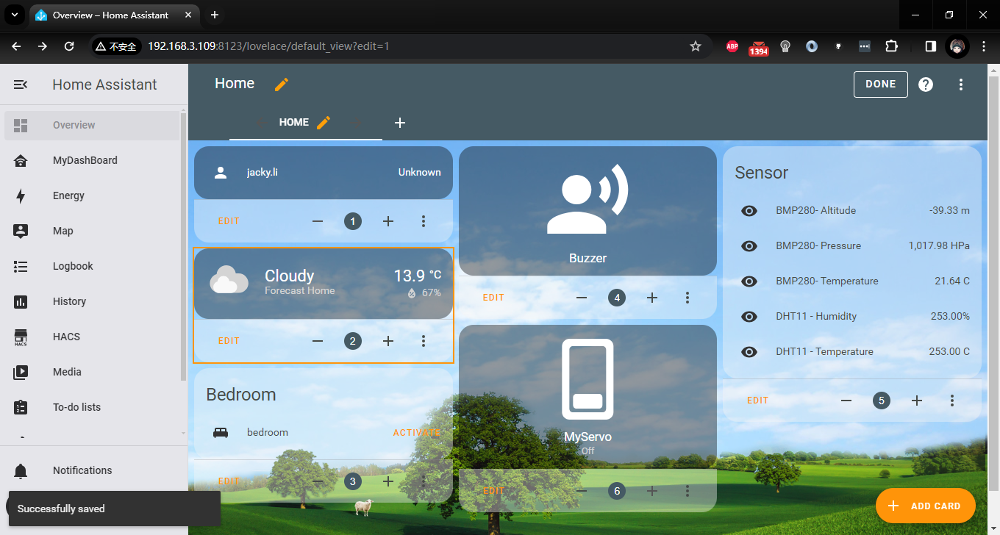 Overview – Home Assistant
不安全
192.168.3.109:8123/lovelace/default_view?edit=1
ABP
1394
Home Assistant
Overview
MyDashBoard
Energy
Map
Logbook
History
HACS
HACS
Media
To-do lists
Notifications
Successfully saved
Home
DONE
HOME
jacky.li
Unknown
EDIT
1
Cloudy
13.9 °C
Forecast Home
67%
EDIT
2
Bedroom
bedroom
ACTIVATE
EDIT
3
Buzzer
EDIT
4
MyServo
Off
EDIT
6
Sensor
BMP280- Altitude
-39.33 m
BMP280- Pressure
1,017.98 HPa
BMP280- Temperature
21.64 C
DHT11 - Humidity
253.00%
DHT11 - Temperature
253.00 C
EDIT
5
ADD CARD